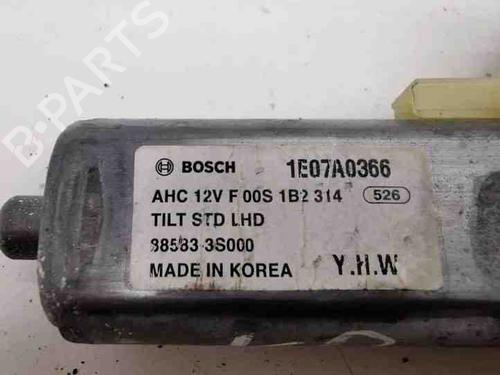 BOSCH 1E07A0366
AHC 12V F 00S 1B2 314 526
TILT STD LHD
88583-3S000
MADE IN KOREA Y.H.W
B-PARTS